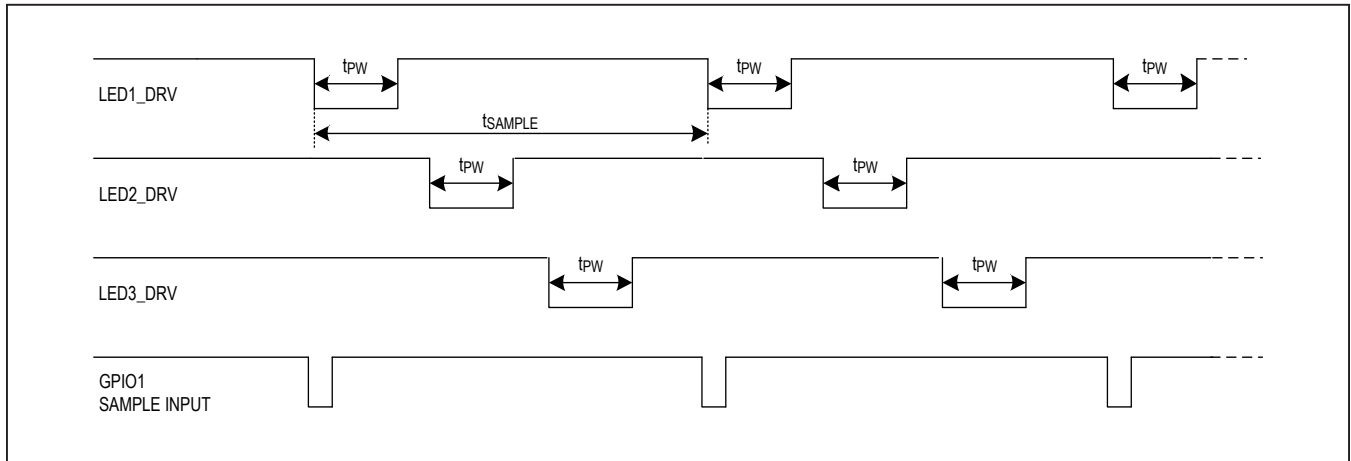 tPW tPW tPW
LED1_DRV
tSAMPLE
tPW tPW
LED2_DRV
tPW tPW
LED3_DRV
GPIO1
SAMPLE INPUT